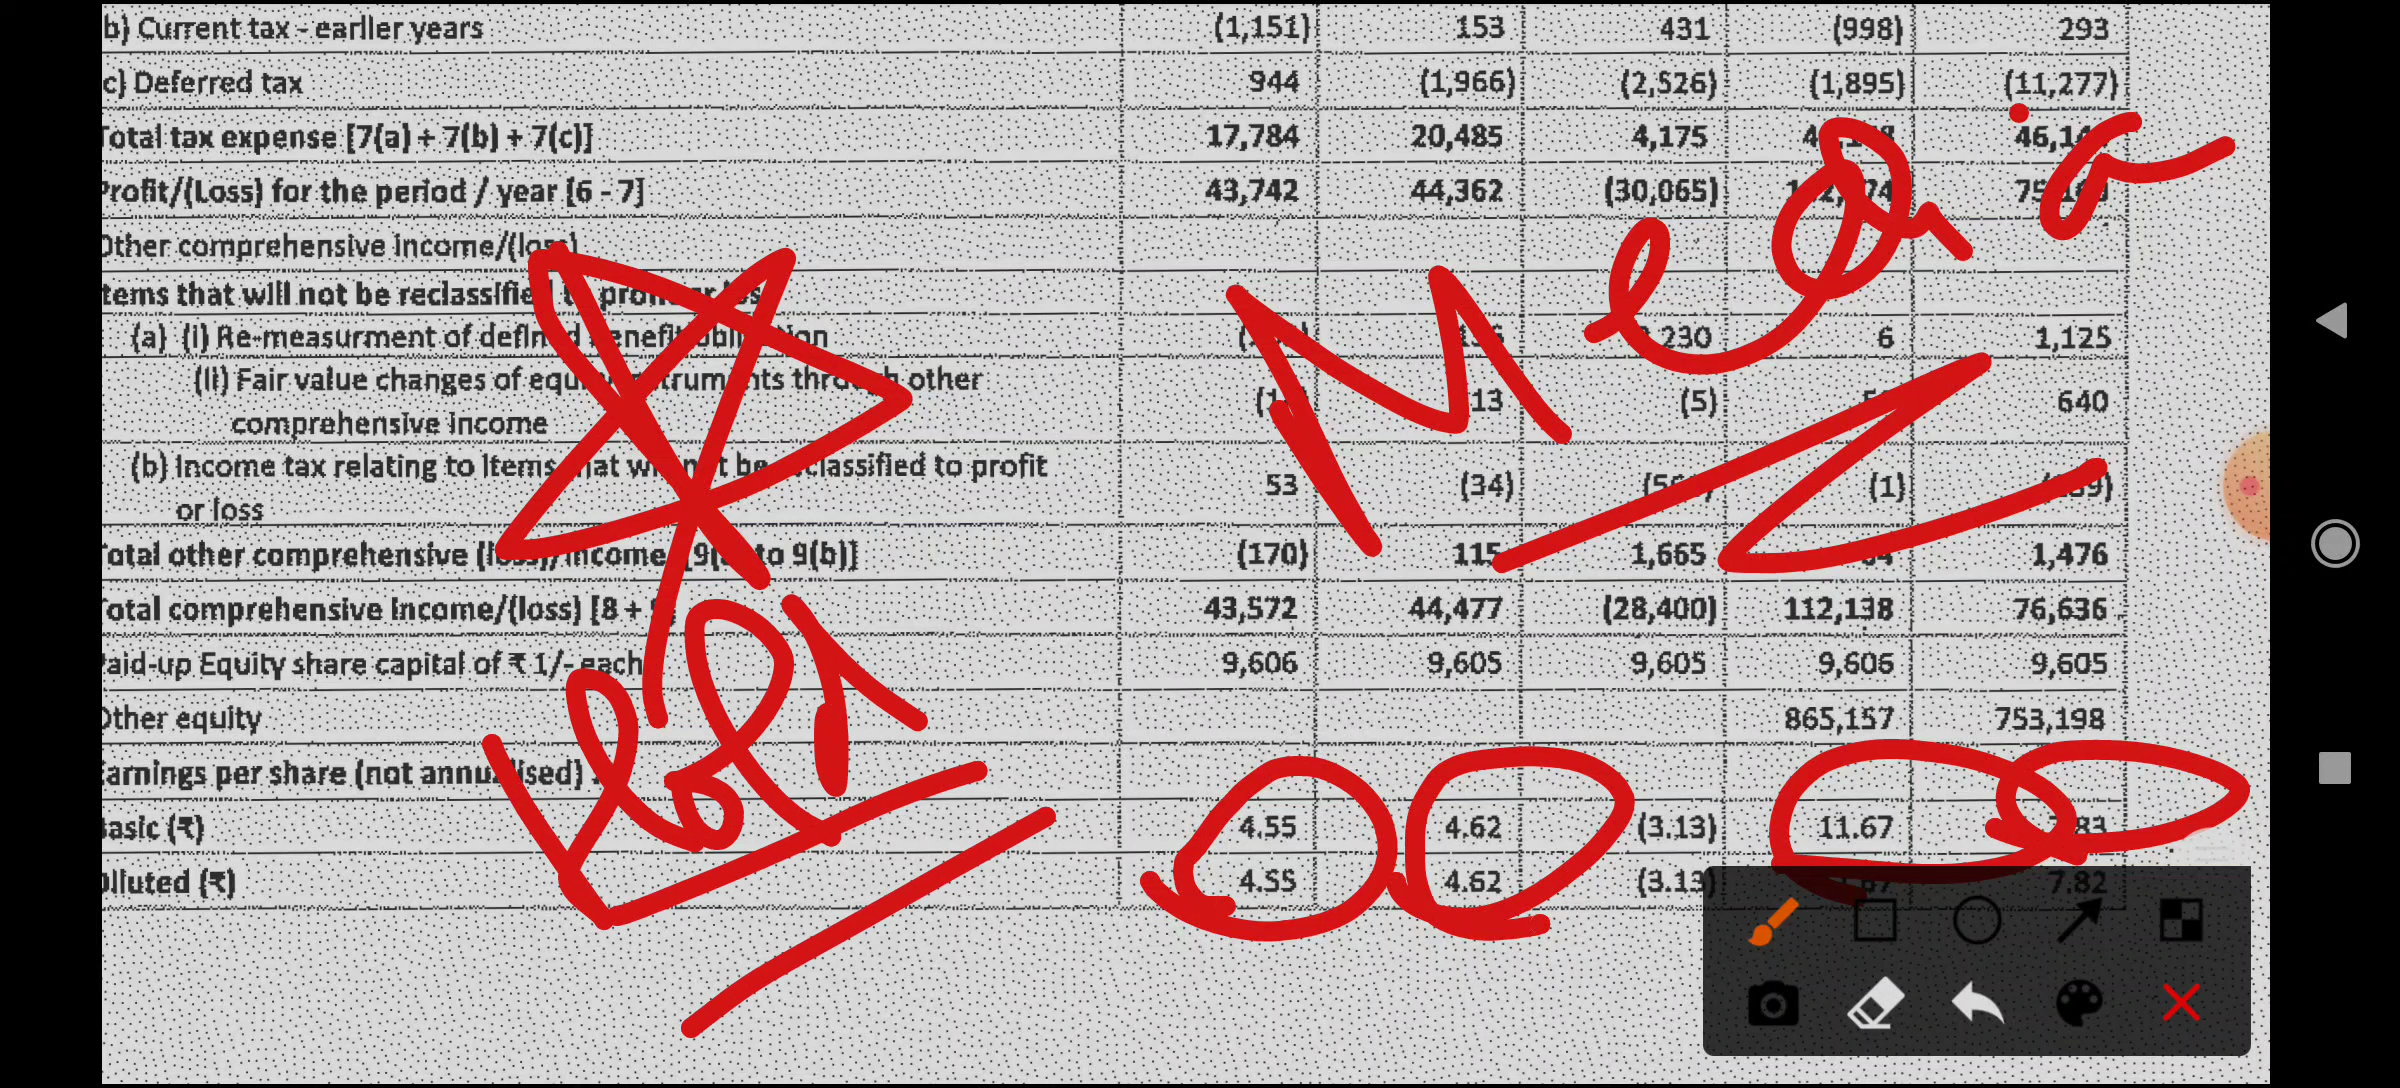 b) Current tax - earlier years (1,151) 153 431 (998) 293
c) Deferred tax 944 (1,966) (2,526) (1,895) (11,277)
Total tax expense [7(a) + 7(b) + 7(c)] 17,784 20,485 4,175
Profit/(Loss) for the period / year [6 - 7] 43,742 44,362 (30,065)
Other comprehensive income/(loss)
Items that will not be reclassified to profit or loss
(a) (i) Re-measurment of defined benefit obligation 230 6 1,125
(ii) Fair value changes of equity instruments through other 13 (5) 640
comprehensive income
(b) Income tax relating to items that will not be reclassified to profit 53 (34) (1)
or loss
Total other comprehensive (loss)/income [9(a) to 9(b)] (170) 115 1,665 1,476
Total comprehensive income/(loss) [8 + 9] 43,572 44,477 (28,400) 112,138 76,636
Paid-up Equity share capital of ₹ 1/- each 9,606 9,605 9,605 9,606 9,605
Other equity 865,157 753,198
Earnings per share (not annualised)
Basic (₹) 4.55 4.62 (3.13) 11.67
Diluted (₹) 4.55 4.62 (3.13) 7.82